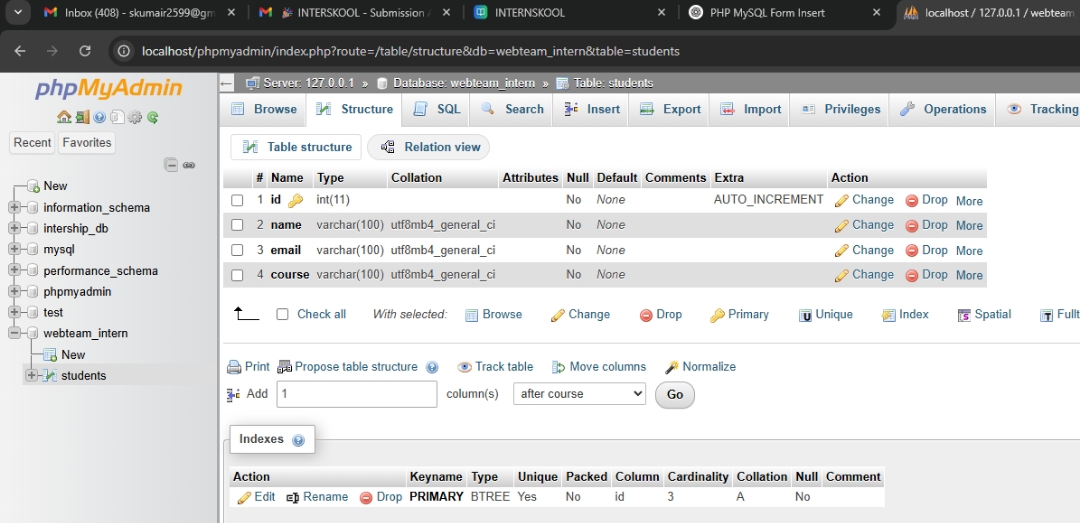 Inbox (408) - skumair2599@gm
INTERSKOOL - Submission
INTERNSKOOL
PHP MySQL Form Insert
localhost / 127.0.0.1 / webteam
localhost/phpmyadmin/index.php?route=/table/structure&db=webteam_intern&table=students
phpMyAdmin
Recent Favorites
New
information_schema
intership_db
mysql
performance_schema
phpmyadmin
test
webteam_intern
New
students
Server: 127.0.0.1 » Database: webteam_intern » Table: students
Browse Structure SQL Search Insert Export Import Privileges Operations Tracking
Table structure Relation view
# Name Type Collation Attributes Null Default Comments Extra Action
1 id int(11) No None AUTO_INCREMENT Change Drop More
2 name varchar(100) utf8mb4_general_ci No None Change Drop More
3 email varchar(100) utf8mb4_general_ci No None Change Drop More
4 course varchar(100) utf8mb4_general_ci No None Change Drop More
Check all With selected: Browse Change Drop Primary Unique Index Spatial Fullt
Print Propose table structure Track table Move columns Normalize
Add 1 column(s) after course Go
Indexes
Action Keyname Type Unique Packed Column Cardinality Collation Null Comment
Edit Rename Drop PRIMARY BTREE Yes No id 3 A No